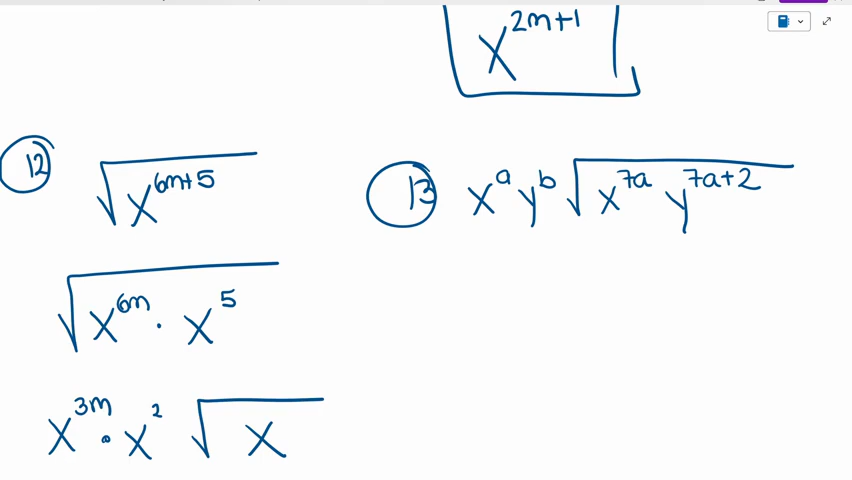 x^{2m+1}
12 √(x^{6m+5})
13 x^a y^b √(x^{7a} y^{7a+2})
√(x^{6m} · x^5)
x^{3m} · x^2 √x